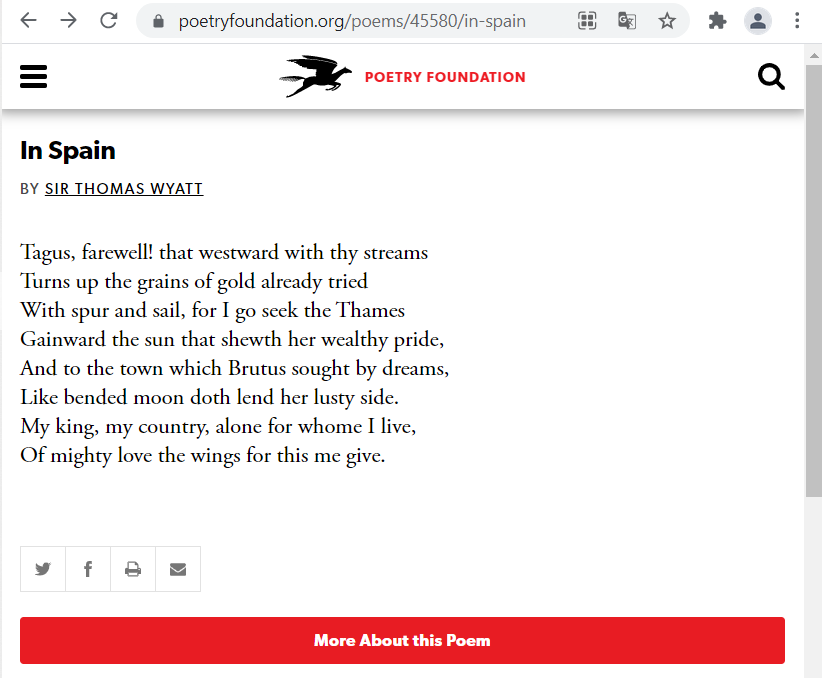 poetryfoundation.org/poems/45580/in-spain
POETRY FOUNDATION
In Spain
BY SIR THOMAS WYATT
Tagus, farewell! that westward with thy streams
Turns up the grains of gold already tried
With spur and sail, for I go seek the Thames
Gainward the sun that shewth her wealthy pride,
And to the town which Brutus sought by dreams,
Like bended moon doth lend her lusty side.
My king, my country, alone for whome I live,
Of mighty love the wings for this me give.
More About this Poem